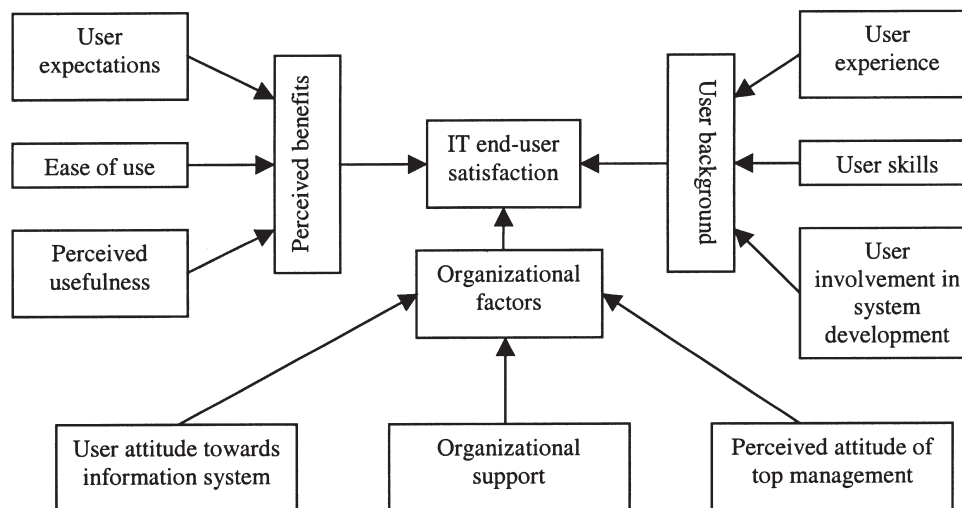 User
expectations
Ease of use
Perceived
usefulness
Perceived benefits
IT end-user
satisfaction
Organizational
factors
User background
User
experience
User skills
User
involvement in
system
development
User attitude towards
information system
Organizational
support
Perceived attitude of
top management